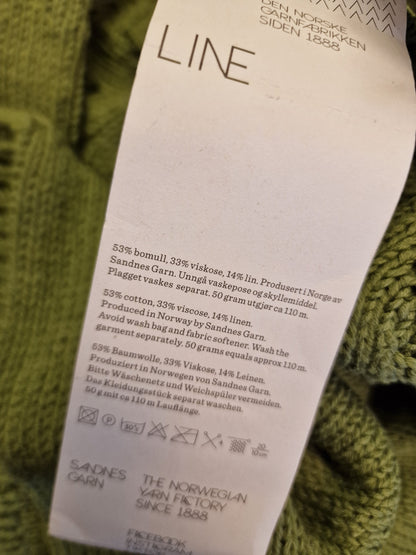 DEN NORSKE
GARNFABRIKKEN
SIDEN 1888
LINE
53% bomull, 33% viskose, 14% lin. Produsert i Norge av
Sandnes Garn. Unngå vaskepose og skyllemiddel.
Plagget vaskes separat. 50 gram utgjør ca 110 m.
53% cotton, 33% viscose, 14% linen.
Produced in Norway by Sandnes Garn.
Avoid wash bag and fabric softener. Wash the
garment separately. 50 grams equals approx 110 m.
53% Baumwolle, 33% Viskose, 14% Leinen.
Produziert in Norwegen von Sandnes Garn.
Bitte Wäschenetz und Weichspüler vermeiden.
Das Kleidungsstück separat waschen.
50 g mit ca 110 m Lauflänge.
SANDNES
GARN
THE NORWEGIAN
YARN FACTORY
SINCE 1888
FACEBOOK
INSTAGRAM